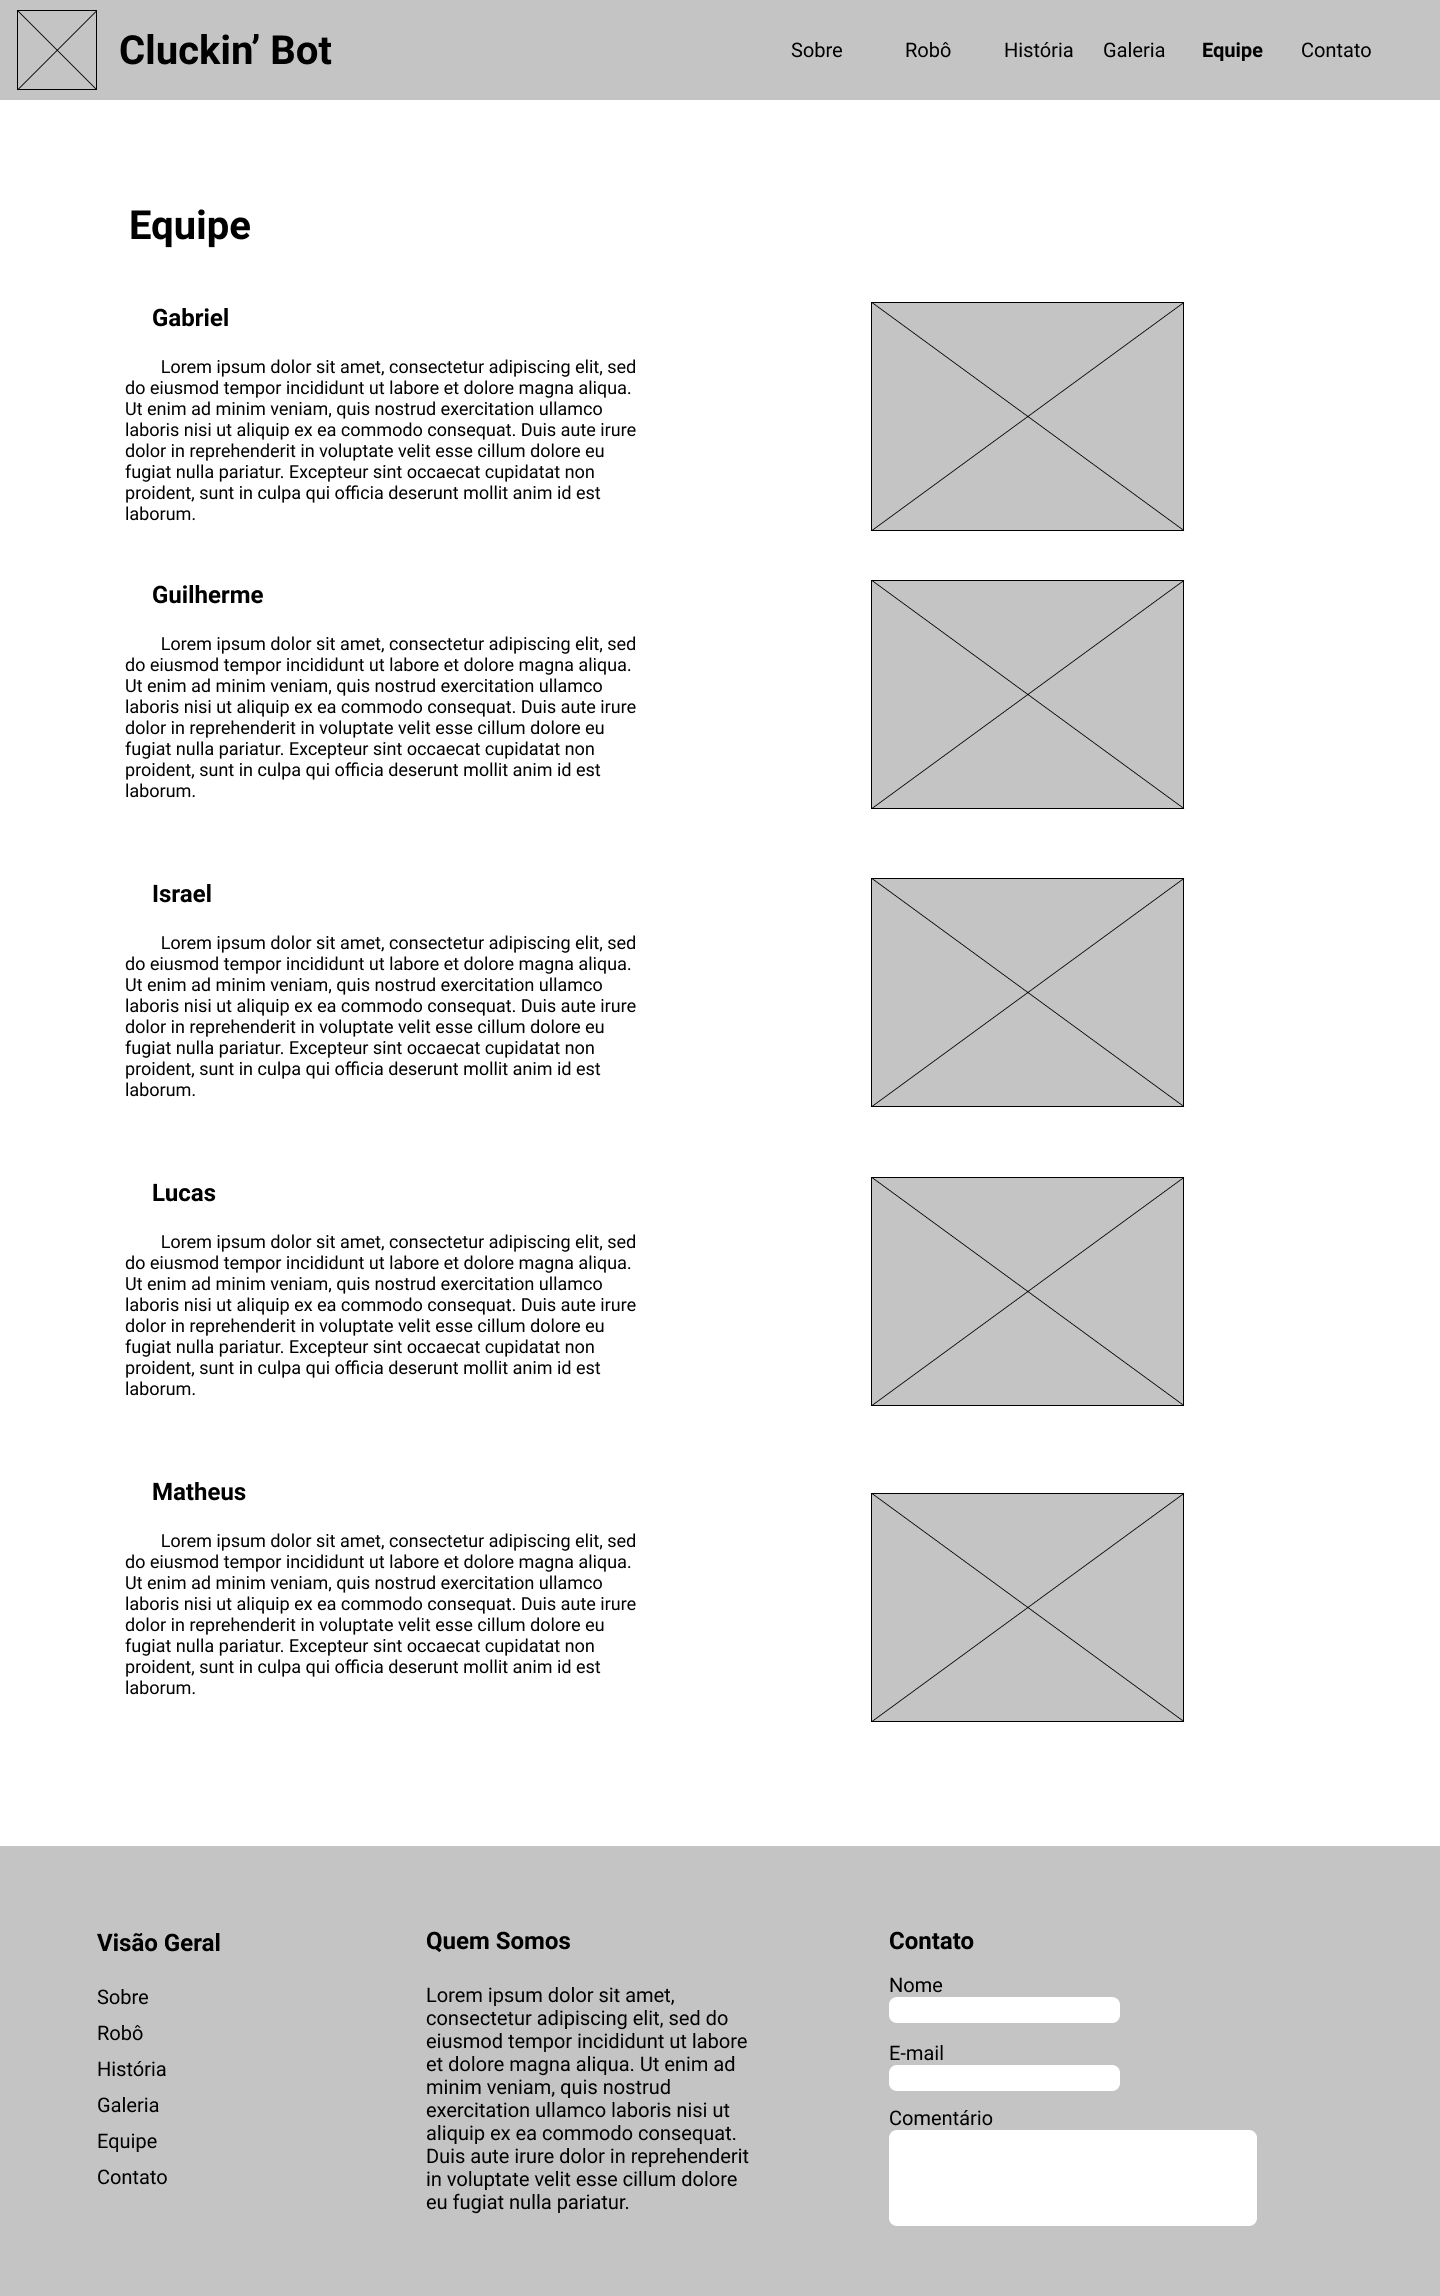 Cluckin’ Bot
Sobre
Robô
História
Galeria
Equipe
Contato
Equipe
Gabriel
Lorem ipsum dolor sit amet, consectetur adipiscing elit, sed
do eiusmod tempor incididunt ut labore et dolore magna aliqua.
Ut enim ad minim veniam, quis nostrud exercitation ullamco
laboris nisi ut aliquip ex ea commodo consequat. Duis aute irure
dolor in reprehenderit in voluptate velit esse cillum dolore eu
fugiat nulla pariatur. Excepteur sint occaecat cupidatat non
proident, sunt in culpa qui officia deserunt mollit anim id est
laborum.
Guilherme
Lorem ipsum dolor sit amet, consectetur adipiscing elit, sed
do eiusmod tempor incididunt ut labore et dolore magna aliqua.
Ut enim ad minim veniam, quis nostrud exercitation ullamco
laboris nisi ut aliquip ex ea commodo consequat. Duis aute irure
dolor in reprehenderit in voluptate velit esse cillum dolore eu
fugiat nulla pariatur. Excepteur sint occaecat cupidatat non
proident, sunt in culpa qui officia deserunt mollit anim id est
laborum.
Israel
Lorem ipsum dolor sit amet, consectetur adipiscing elit, sed
do eiusmod tempor incididunt ut labore et dolore magna aliqua.
Ut enim ad minim veniam, quis nostrud exercitation ullamco
laboris nisi ut aliquip ex ea commodo consequat. Duis aute irure
dolor in reprehenderit in voluptate velit esse cillum dolore eu
fugiat nulla pariatur. Excepteur sint occaecat cupidatat non
proident, sunt in culpa qui officia deserunt mollit anim id est
laborum.
Lucas
Lorem ipsum dolor sit amet, consectetur adipiscing elit, sed
do eiusmod tempor incididunt ut labore et dolore magna aliqua.
Ut enim ad minim veniam, quis nostrud exercitation ullamco
laboris nisi ut aliquip ex ea commodo consequat. Duis aute irure
dolor in reprehenderit in voluptate velit esse cillum dolore eu
fugiat nulla pariatur. Excepteur sint occaecat cupidatat non
proident, sunt in culpa qui officia deserunt mollit anim id est
laborum.
Matheus
Lorem ipsum dolor sit amet, consectetur adipiscing elit, sed
do eiusmod tempor incididunt ut labore et dolore magna aliqua.
Ut enim ad minim veniam, quis nostrud exercitation ullamco
laboris nisi ut aliquip ex ea commodo consequat. Duis aute irure
dolor in reprehenderit in voluptate velit esse cillum dolore eu
fugiat nulla pariatur. Excepteur sint occaecat cupidatat non
proident, sunt in culpa qui officia deserunt mollit anim id est
laborum.
Visão Geral
Sobre
Robô
História
Galeria
Equipe
Contato
Quem Somos
Lorem ipsum dolor sit amet,
consectetur adipiscing elit, sed do
eiusmod tempor incididunt ut labore
et dolore magna aliqua. Ut enim ad
minim veniam, quis nostrud
exercitation ullamco laboris nisi ut
aliquip ex ea commodo consequat.
Duis aute irure dolor in reprehenderit
in voluptate velit esse cillum dolore
eu fugiat nulla pariatur.
Contato
Nome
E-mail
Comentário